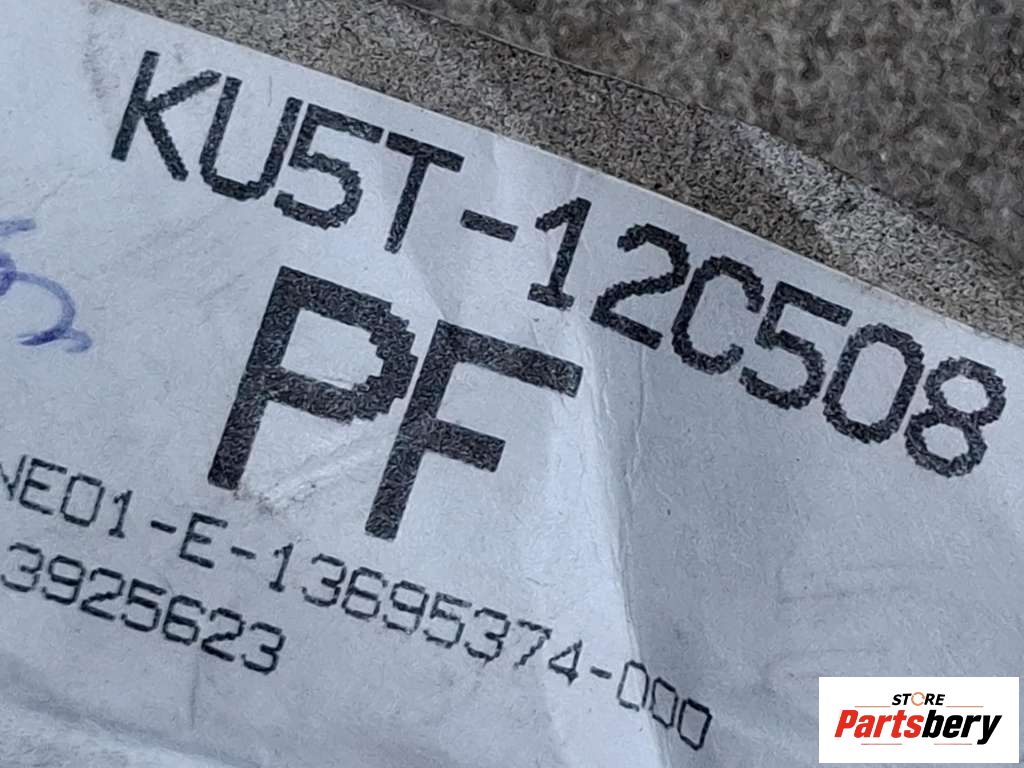 KU5T-12C508
PF
NE01-E-13695374-000
3925623
STORE
Partsbery